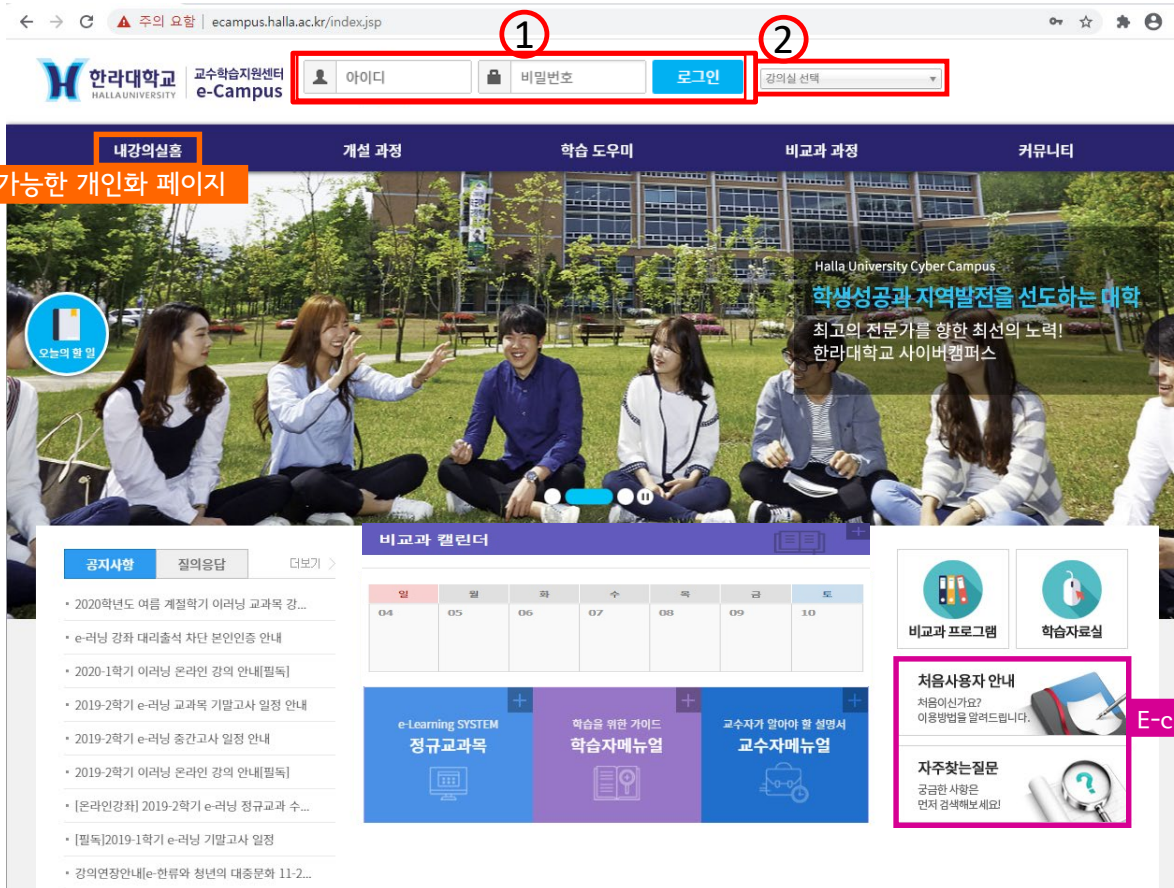 주의 요함 | ecampus.halla.ac.kr/index.jsp
① ②
한라대학교 교수학습지원센터
HALLA UNIVERSITY e-Campus
아이디 비밀번호 로그인 강의실 선택
내강의실홈 개설 과정 학습 도우미 비교과 과정 커뮤니티
가능한 개인화 페이지
Halla University Cyber Campus
학생성공과 지역발전을 선도하는 대학
최고의 전문가를 향한 최선의 노력!
한라대학교 사이버캠퍼스
오늘의 할 일
공지사항 질의응답 더보기
• 2020학년도 여름 계절학기 이러닝 교과목 강...
• e-러닝 강좌 대리출석 차단 본인인증 안내
• 2020-1학기 이러닝 온라인 강의 안내[필독]
• 2019-2학기 e-러닝 교과목 기말고사 일정 안내
• 2019-2학기 e-러닝 중간고사 일정 안내
• 2019-2학기 이러닝 온라인 강의 안내[필독]
• [온라인강좌] 2019-2학기 e-러닝 정규교과 수...
• [필독]2019-1학기 e-러닝 기말고사 일정
• 강의연장안내[e-한류와 청년의 대중문화 11-2...
비교과 캘린더
일 월 화 수 목 금 토
04 05 06 07 08 09 10
e-Learning SYSTEM
정규교과목
학습을 위한 가이드
학습자메뉴얼
교수자가 알아야 할 설명서
교수자메뉴얼
비교과 프로그램 학습자료실
처음사용자 안내
처음이신가요?
이용방법을 알려드립니다.
E-c
자주찾는질문
궁금한 사항은
먼저 검색해보세요!